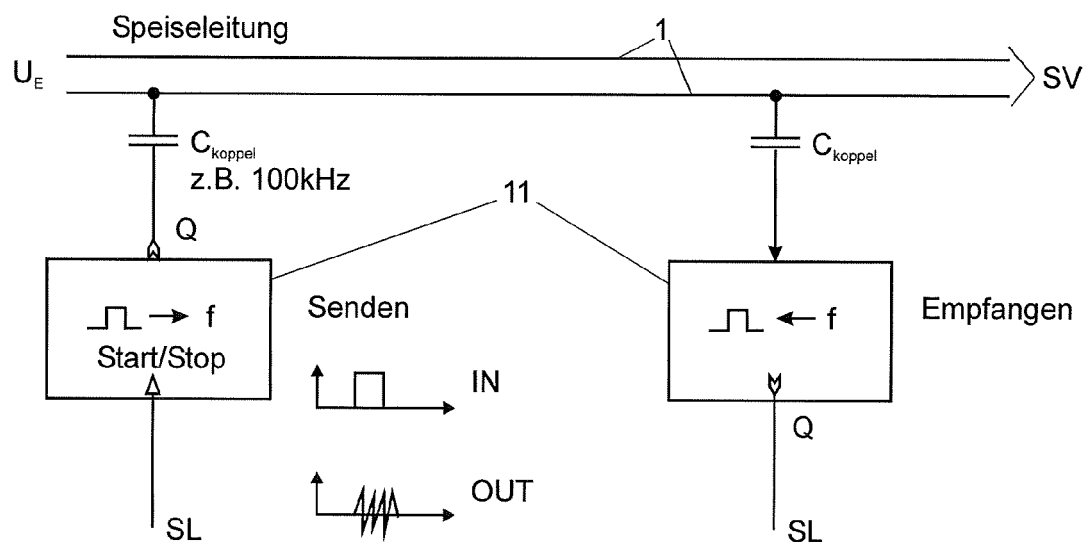 Speiseleitung
1
U_E
SV
C_koppel
z.B. 100kHz
C_koppel
11
Q
f
Start/Stop
Senden
f
Empfangen
IN
Q
OUT
SL
SL